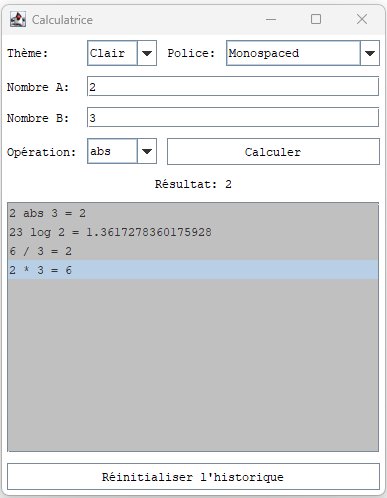 Calculatrice
Thème: Clair Police: Monospaced
Nombre A: 2
Nombre B: 3
Opération: abs Calculer
Résultat: 2
2 abs 3 = 2
23 log 2 = 1.3617278360175928
6 / 3 = 2
2 * 3 = 6
Réinitialiser l'historique